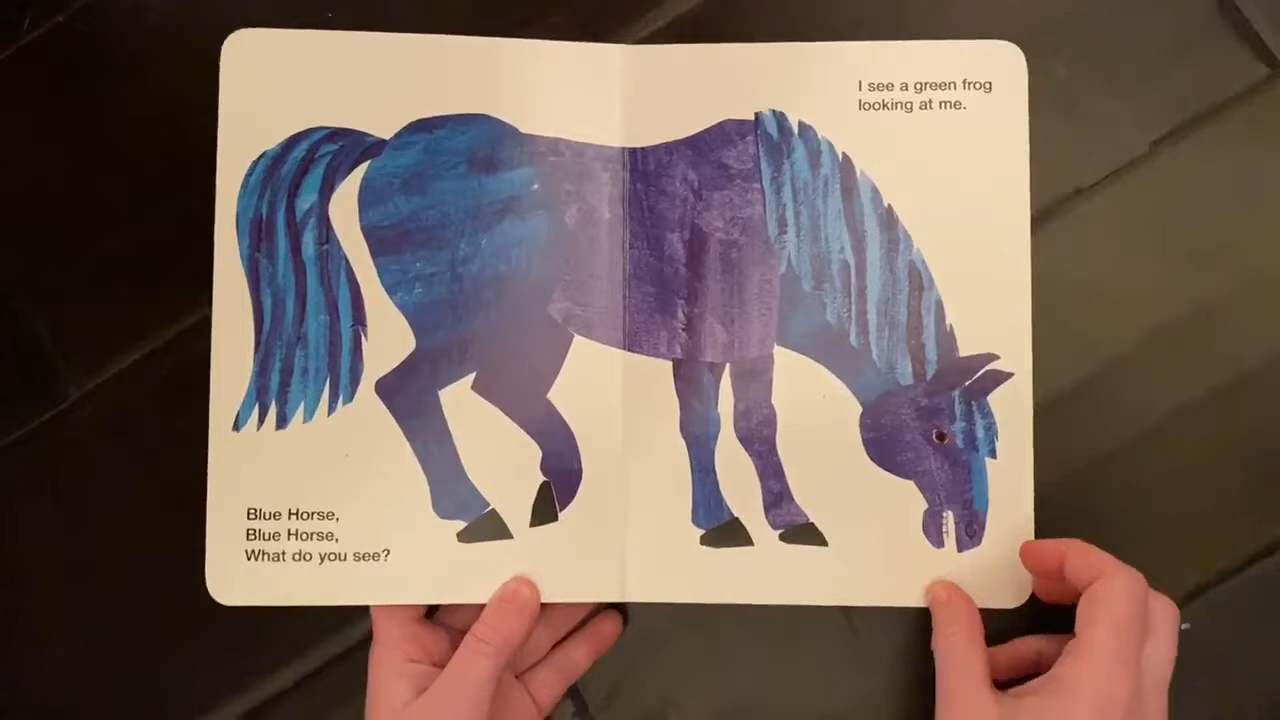 Blue Horse,
Blue Horse,
What do you see?
I see a green frog
looking at me.